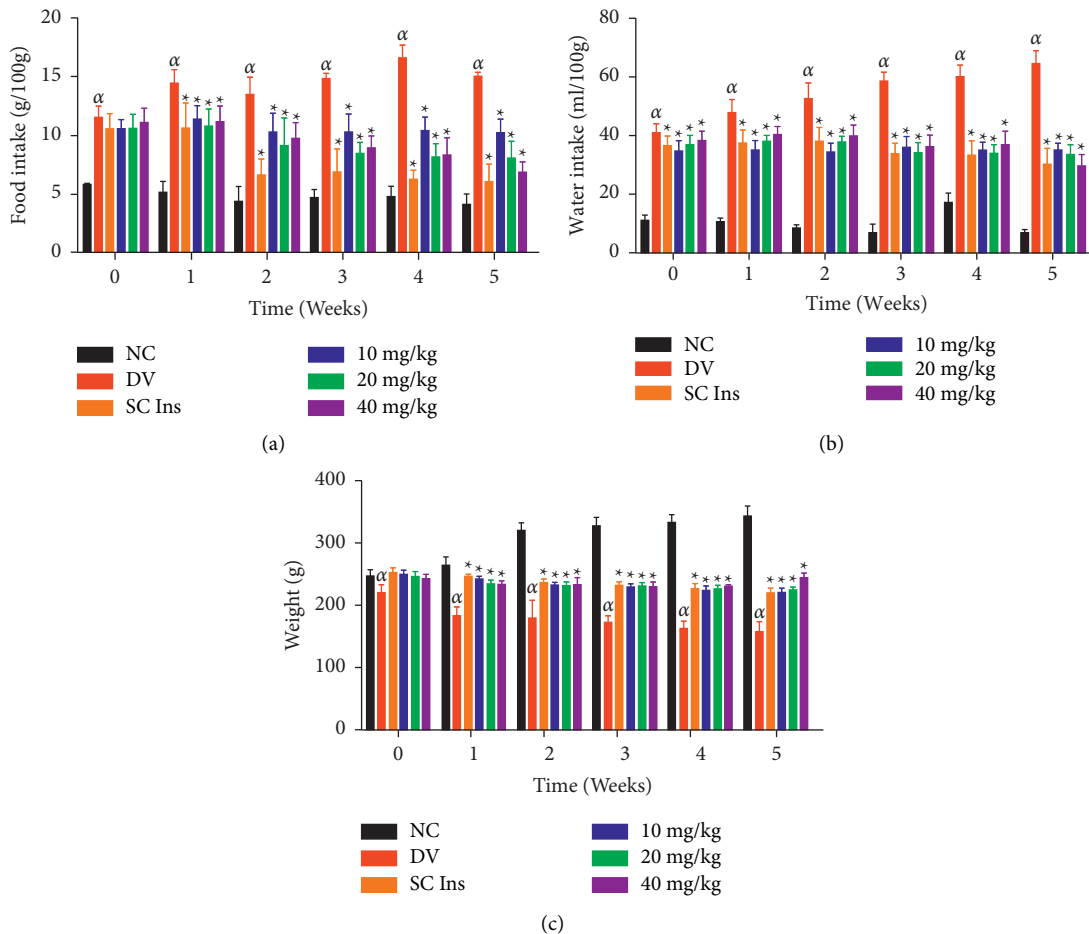 20
15
10
5
0
Food intake (g/100g)
α
α
* * * *
α
* * * *
α
* * * *
α
* * * *
α
* * * *
0 1 2 3 4 5
Time (Weeks)
NC
DV
SC Ins
10 mg/kg
20 mg/kg
40 mg/kg
(a)
80
60
40
20
0
Water intake (ml/100g)
α
* * * *
α
* * * *
α
* * * *
α
* * * *
α
* * * *
α
* * * *
0 1 2 3 4 5
Time (Weeks)
NC
DV
SC Ins
10 mg/kg
20 mg/kg
40 mg/kg
(b)
400
300
200
100
0
Weight (g)
α
α
* * * *
α
* * * *
α
* * * *
α
* * * *
α
* * * *
0 1 2 3 4 5
Time (Weeks)
NC
DV
SC Ins
10 mg/kg
20 mg/kg
40 mg/kg
(c)